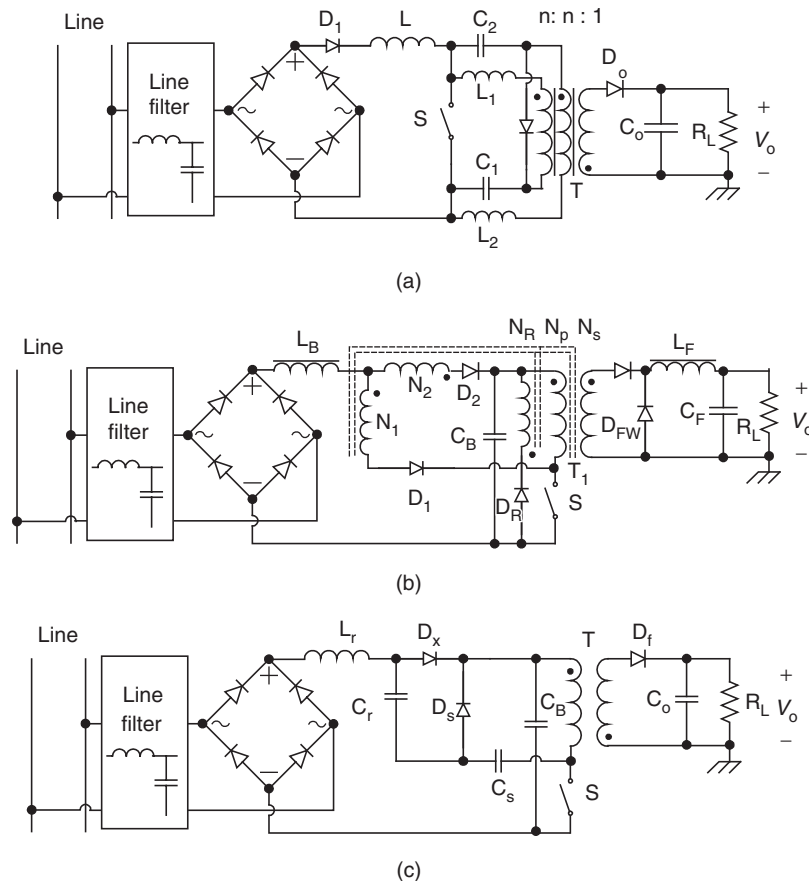 Line
Line filter
D1
L
C2
n: n : 1
L1
S
C1
L2
T
Do
Co
RL
+
Vo
−
+
~
~
−
(a)
Line
Line filter
LB
N1
N2
D2
D1
CB
NR
Np
Ns
DR
T1
S
DFW
LF
CF
RL
+
Vo
−
+
~
~
−
(b)
Line
Line filter
Lr
Dx
Cr
Ds
Cs
CB
T
S
Df
Co
RL
+
Vo
−
+
~
~
−
(c)